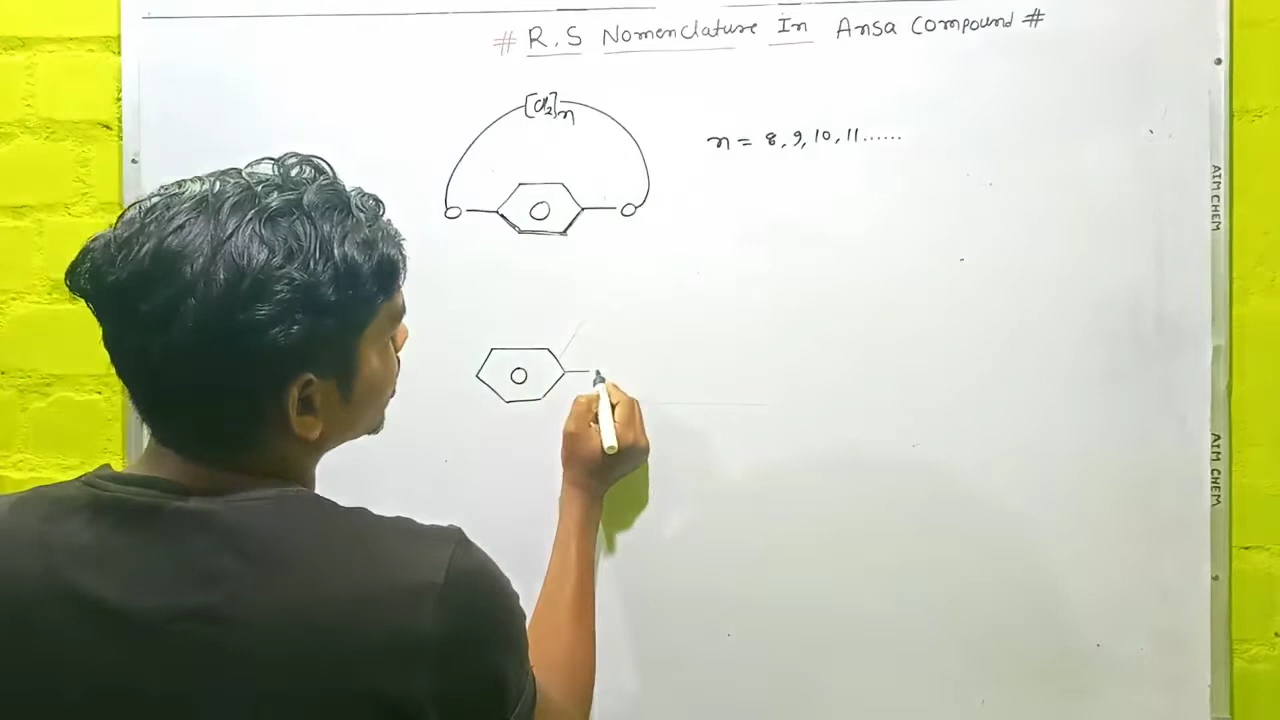 # R.S Nomenclature In Ansa Compound #
[CH₂]n
n = 8, 9, 10, 11......
O O
AIM CHEM
AIM CHEM